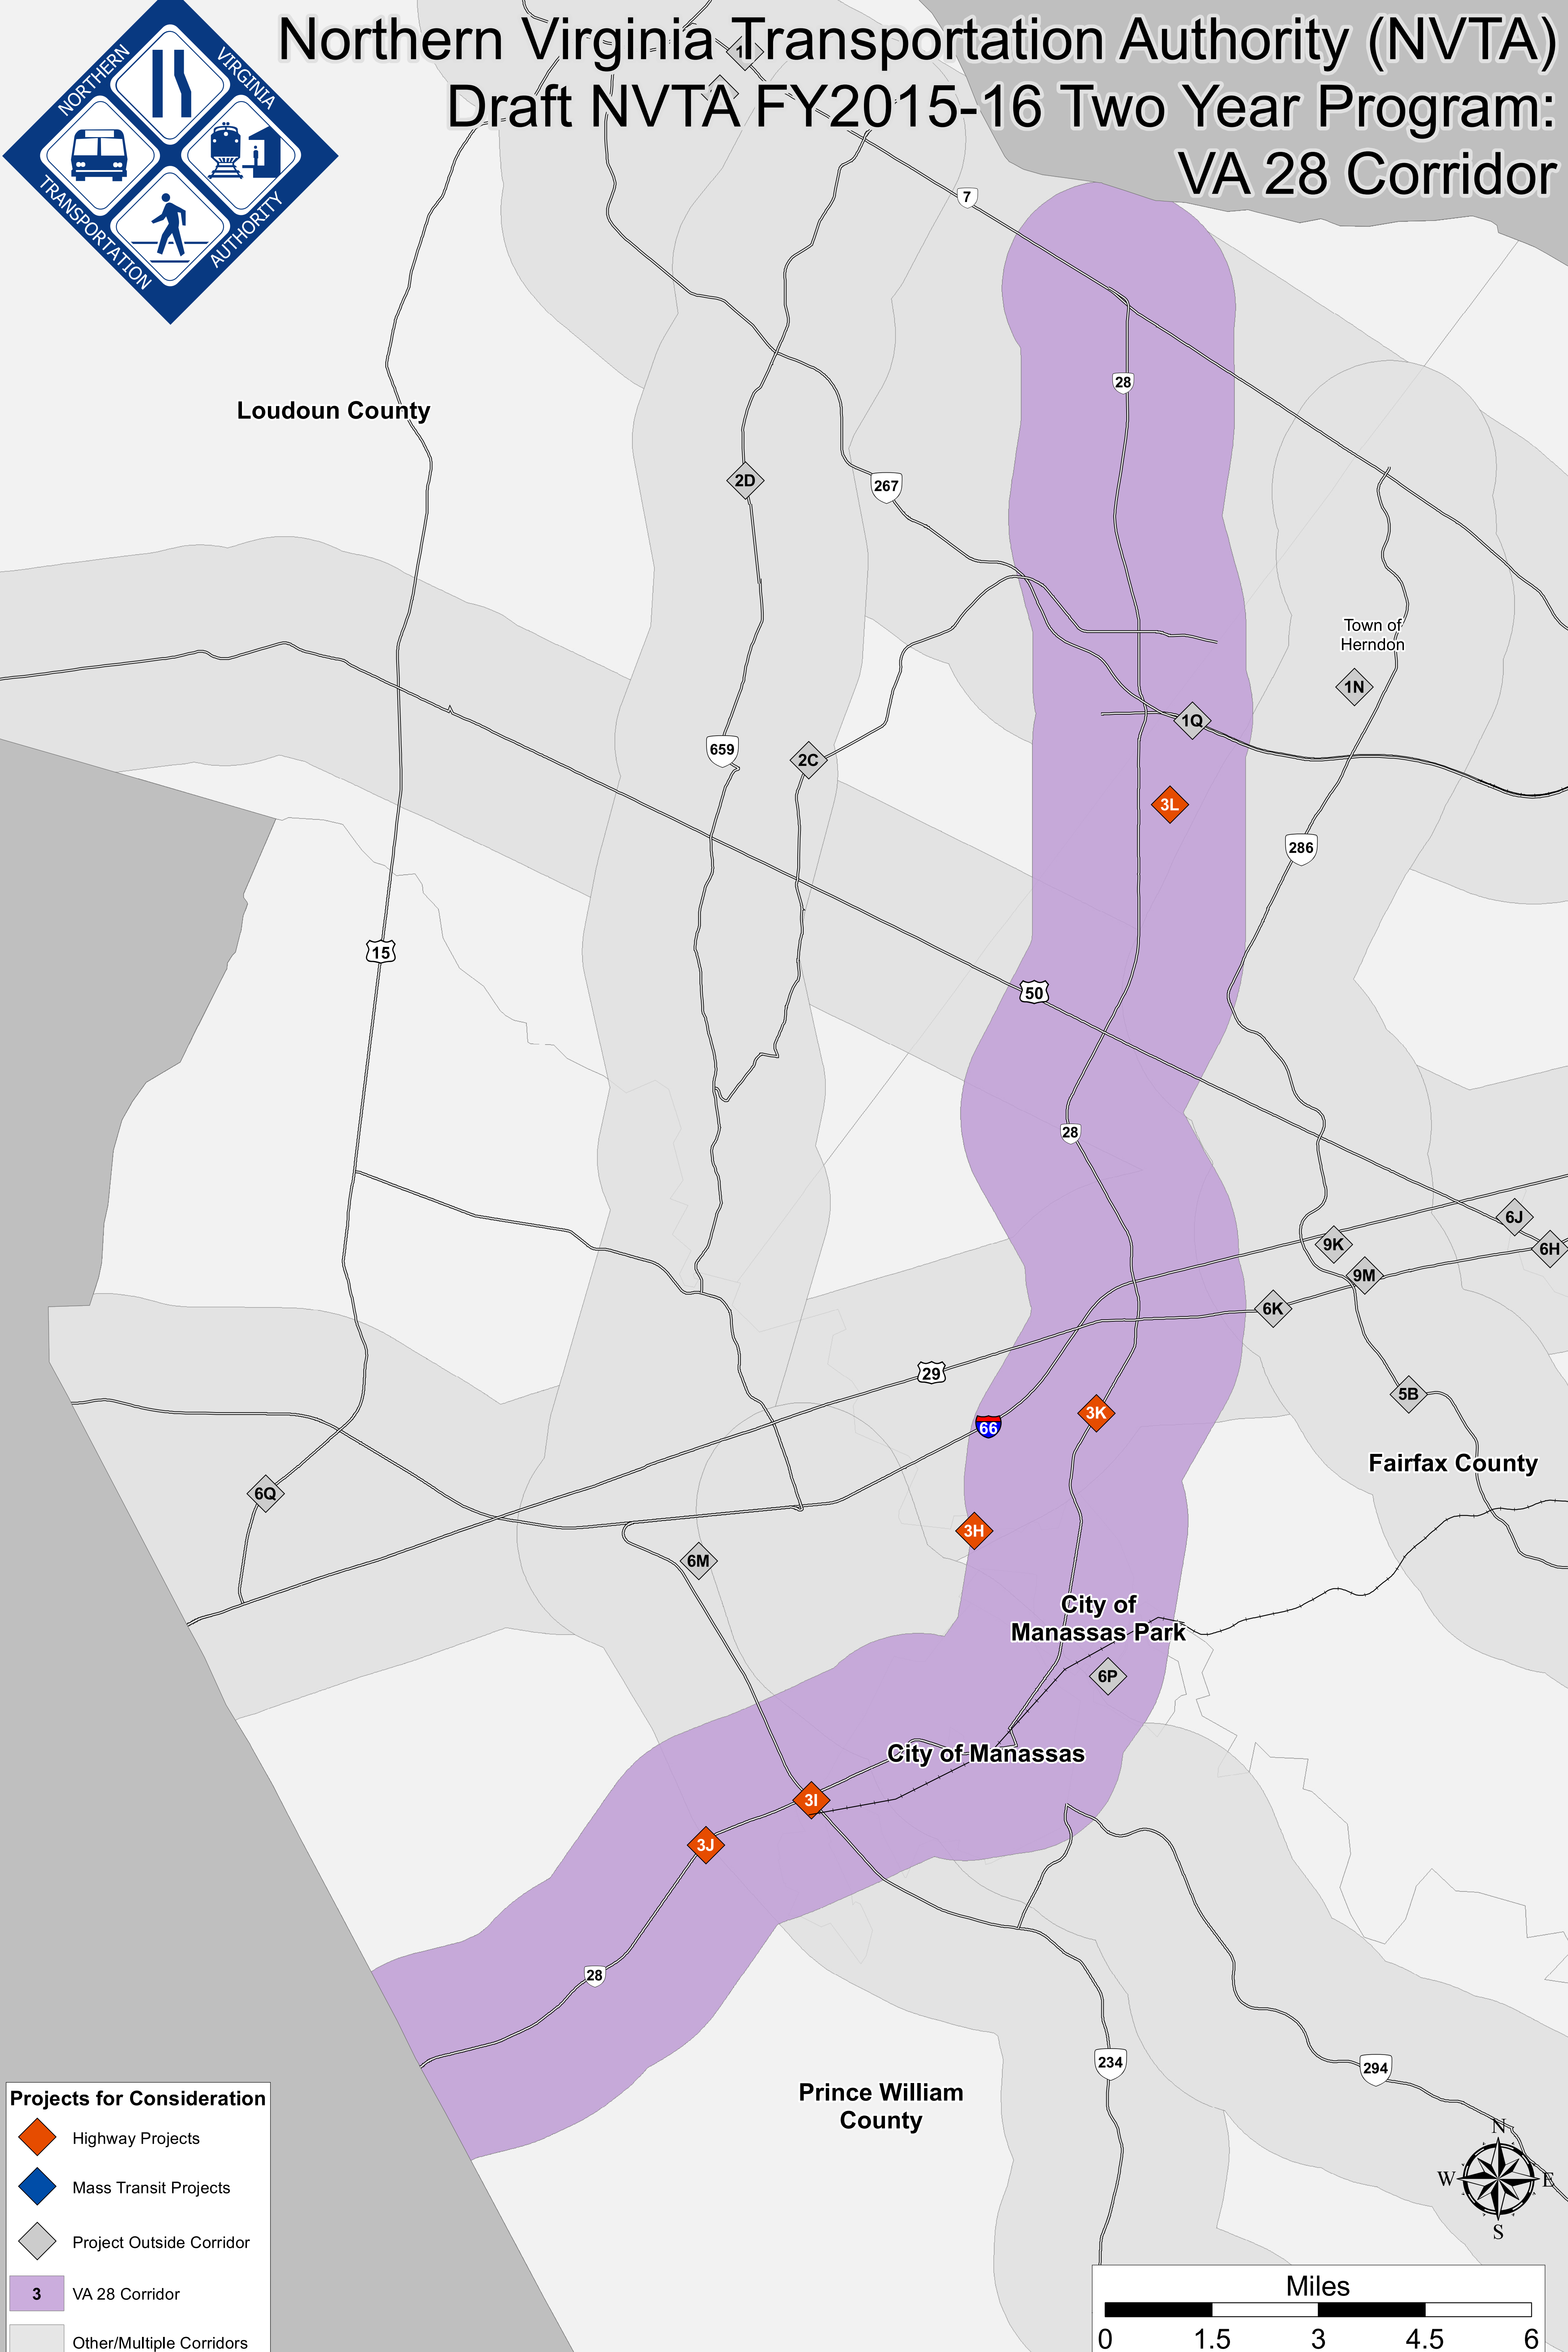 Northern Virginia Transportation Authority (NVTA)
Draft NVTA FY2015-16 Two Year Program:
VA 28 Corridor
NORTHERN
VIRGINIA
TRANSPORTATION
AUTHORITY
7
28
Loudoun County
2D
267
Town of
Herndon
1N
1Q
659
2C
3L
286
15
50
28
6J
9K
6H
9M
6K
29
5B
3K
66
Fairfax County
6Q
3H
6M
City of
Manassas Park
6P
City of Manassas
3I
3J
28
234
294
Prince William
County
Projects for Consideration
Highway Projects
Mass Transit Projects
Project Outside Corridor
3 VA 28 Corridor
Other/Multiple Corridors
N
W E
S
Miles
0 1.5 3 4.5 6